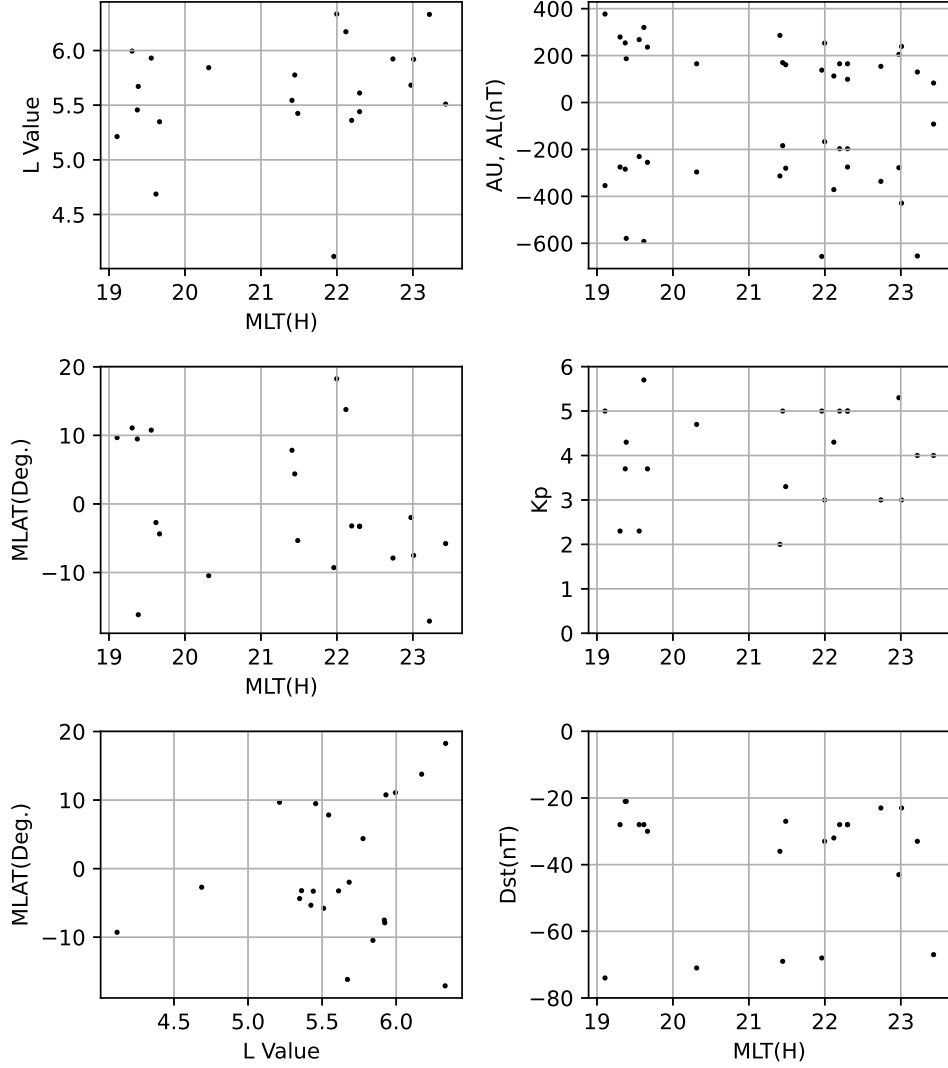 6.0
5.5
5.0
4.5
L Value
19 20 21 22 23
MLT(H)
400
200
0
−200
−400
−600
AU, AL(nT)
19 20 21 22 23
20
10
0
−10
MLAT(Deg.)
19 20 21 22 23
MLT(H)
6
5
4
3
2
1
0
Kp
19 20 21 22 23
20
10
0
−10
MLAT(Deg.)
4.5 5.0 5.5 6.0
L Value
0
−20
−40
−60
−80
Dst(nT)
19 20 21 22 23
MLT(H)